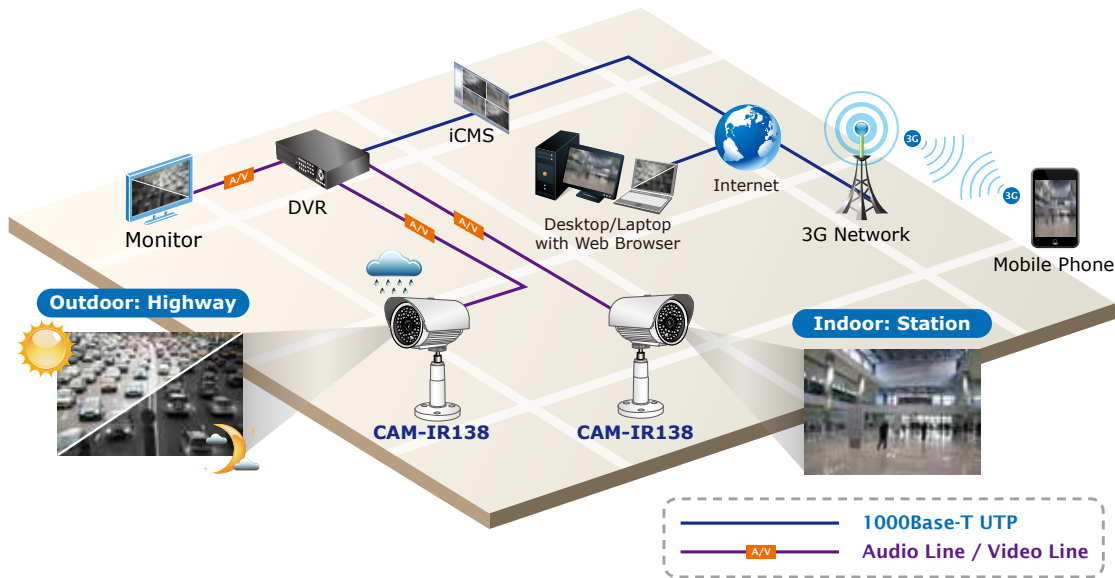 iCMS
3G
3G
A/V
DVR
Internet
Monitor
A/V
A/V
Desktop/Laptop
with Web Browser
3G Network
Mobile Phone
Outdoor: Highway
Indoor: Station
CAM-IR138
CAM-IR138
1000Base-T UTP
A/V
Audio Line / Video Line